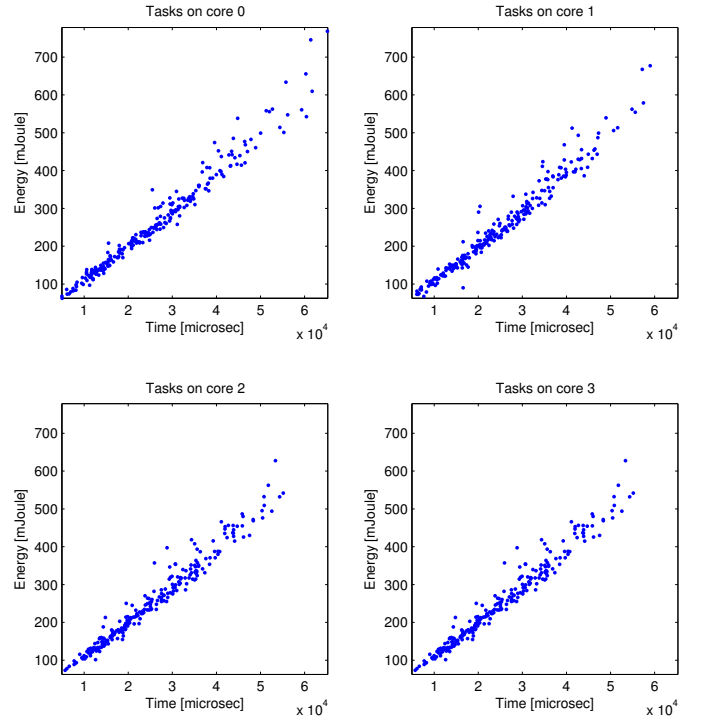 Tasks on core 0
Energy [mJoule]
700
600
500
400
300
200
100
1 2 3 4 5 6
Time [microsec]
x 10^4
Tasks on core 1
Energy [mJoule]
700
600
500
400
300
200
100
1 2 3 4 5 6
Time [microsec]
x 10^4
Tasks on core 2
Energy [mJoule]
700
600
500
400
300
200
100
1 2 3 4 5 6
Time [microsec]
x 10^4
Tasks on core 3
Energy [mJoule]
700
600
500
400
300
200
100
1 2 3 4 5 6
Time [microsec]
x 10^4